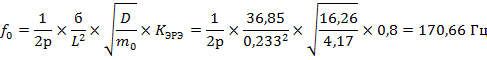 f₀ = 1/2p × б/L² × √(D/m₀) × K_ЭРЭ = 1/2p × 36,85/0,233² × √(16,26/4,17) × 0,8 = 170,66 Гц